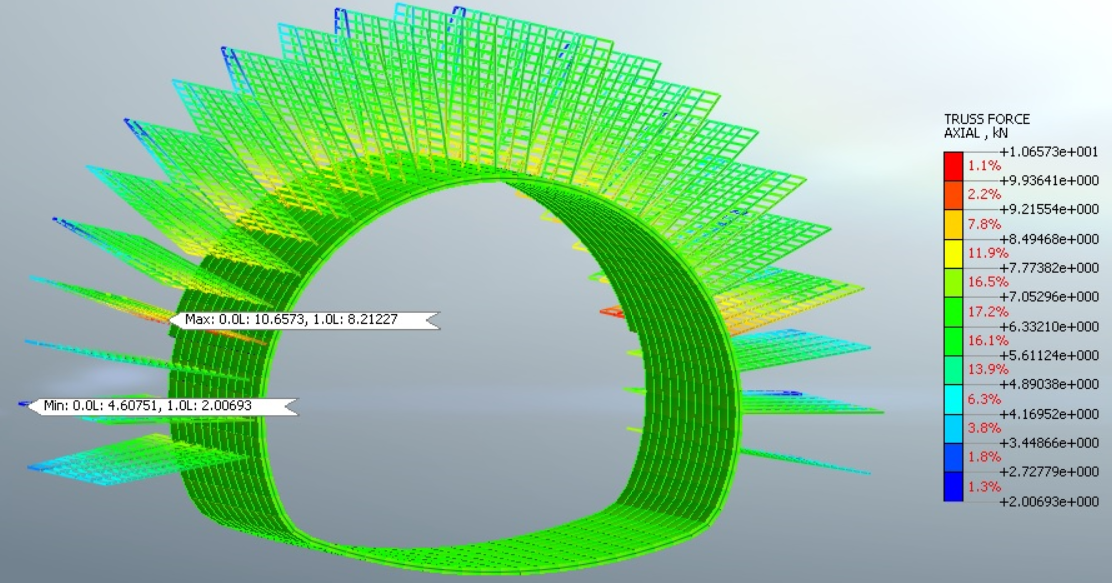 TRUSS FORCE
AXIAL , kN
+1.06573e+001
1.1%
+9.93641e+000
2.2%
+9.21554e+000
7.8%
+8.49468e+000
11.9%
+7.77382e+000
16.5%
+7.05296e+000
17.2%
+6.33210e+000
16.1%
+5.61124e+000
13.9%
+4.89038e+000
6.3%
+4.16952e+000
3.8%
+3.44866e+000
1.8%
+2.72779e+000
1.3%
+2.00693e+000
Max: 0.0L: 10.6573, 1.0L: 8.21227
Min: 0.0L: 4.60751, 1.0L: 2.00693